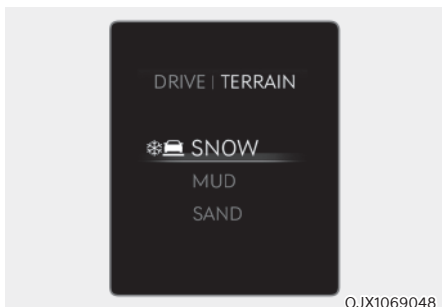 DRIVE | TERRAIN
SNOW
MUD
SAND
OJX1069048